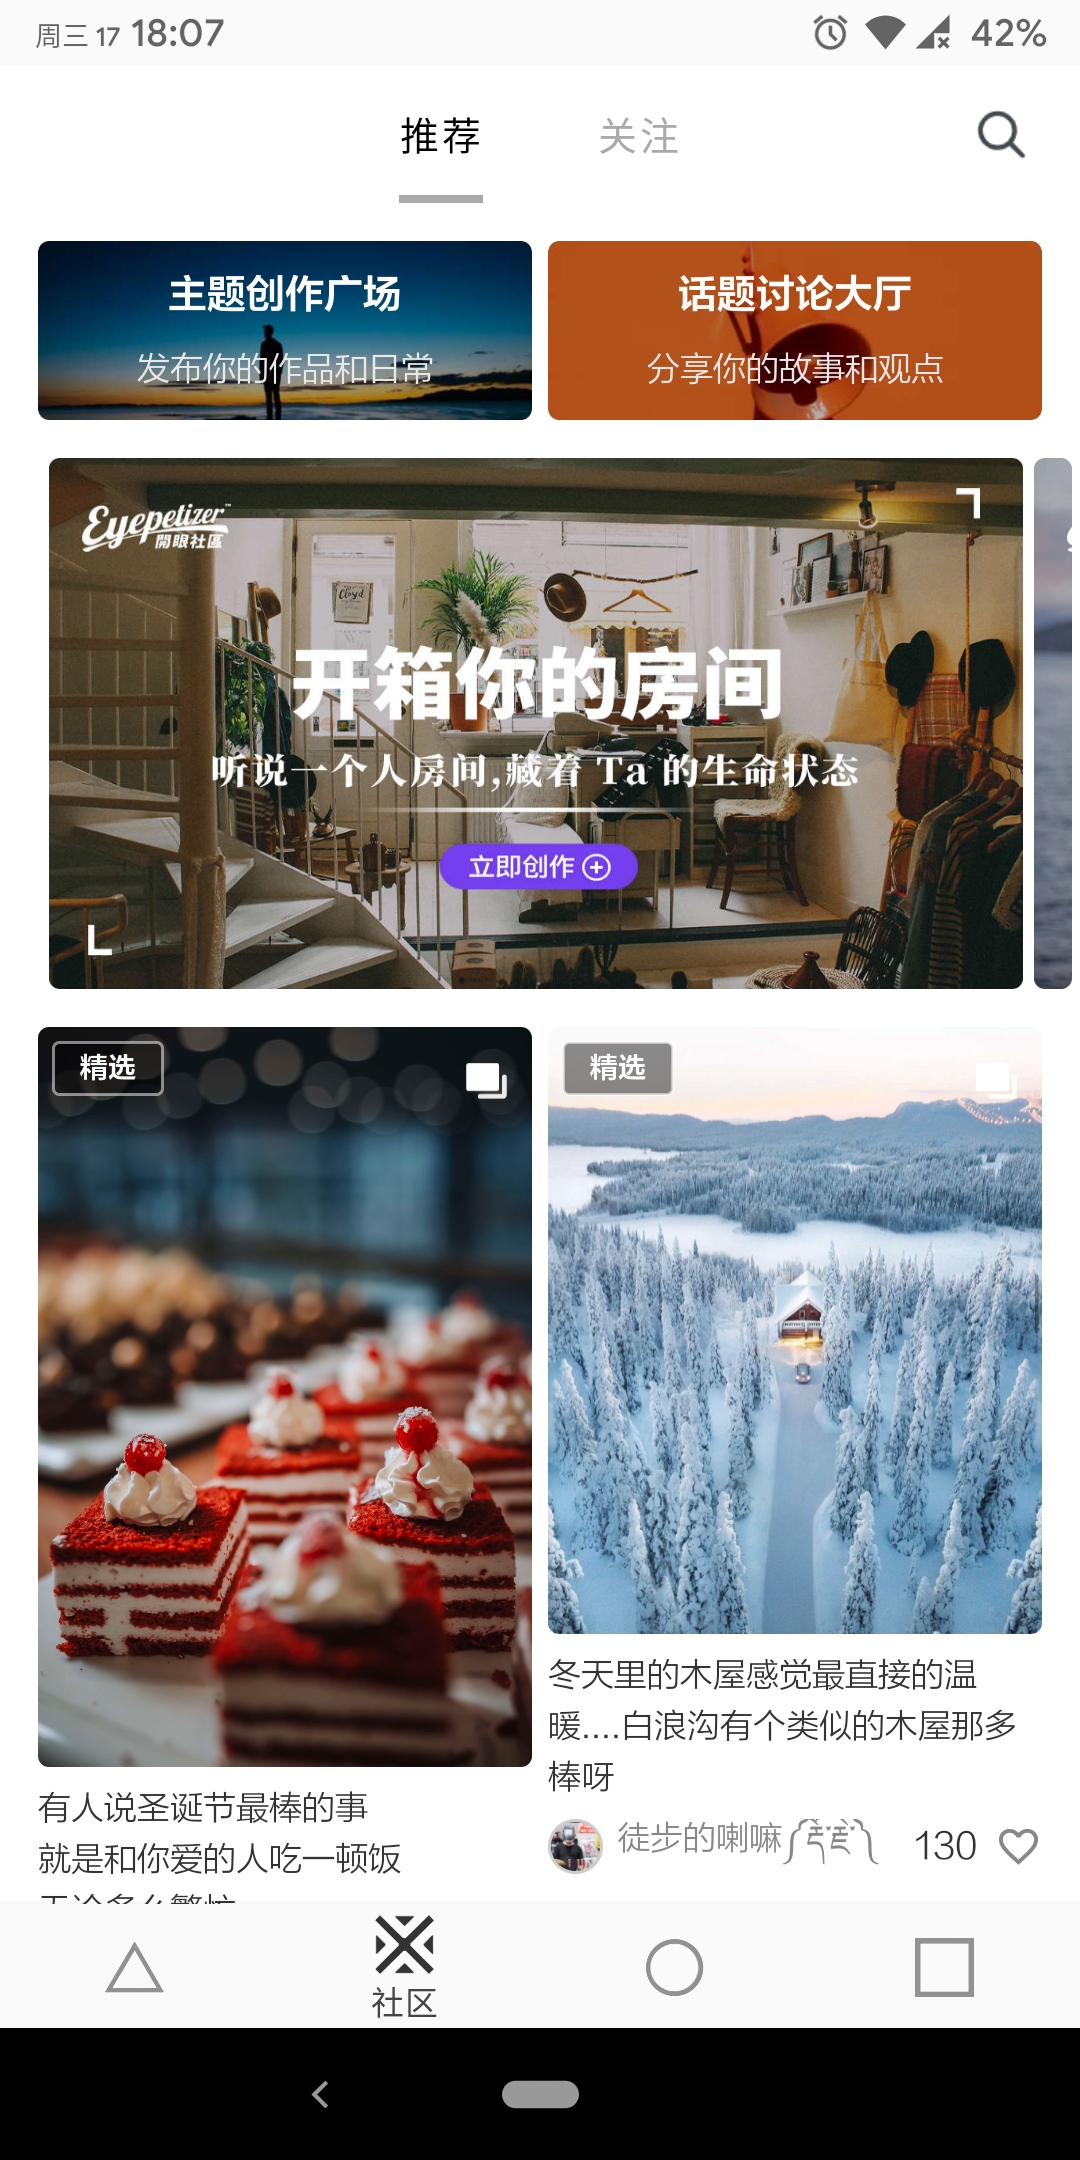 周三 17 18:07
42%
推荐
关注
主题创作广场
发布你的作品和日常
话题讨论大厅
分享你的故事和观点
Eyepetizer™
開眼社區
Closed
开箱你的房间
听说一个人房间,藏着 Ta 的生命状态
立即创作
精选
有人说圣诞节最棒的事
就是和你爱的人吃一顿饭
精选
冬天里的木屋感觉最直接的温
暖....白浪沟有个类似的木屋那多
棒呀
徒步的喇嘛
130
社区